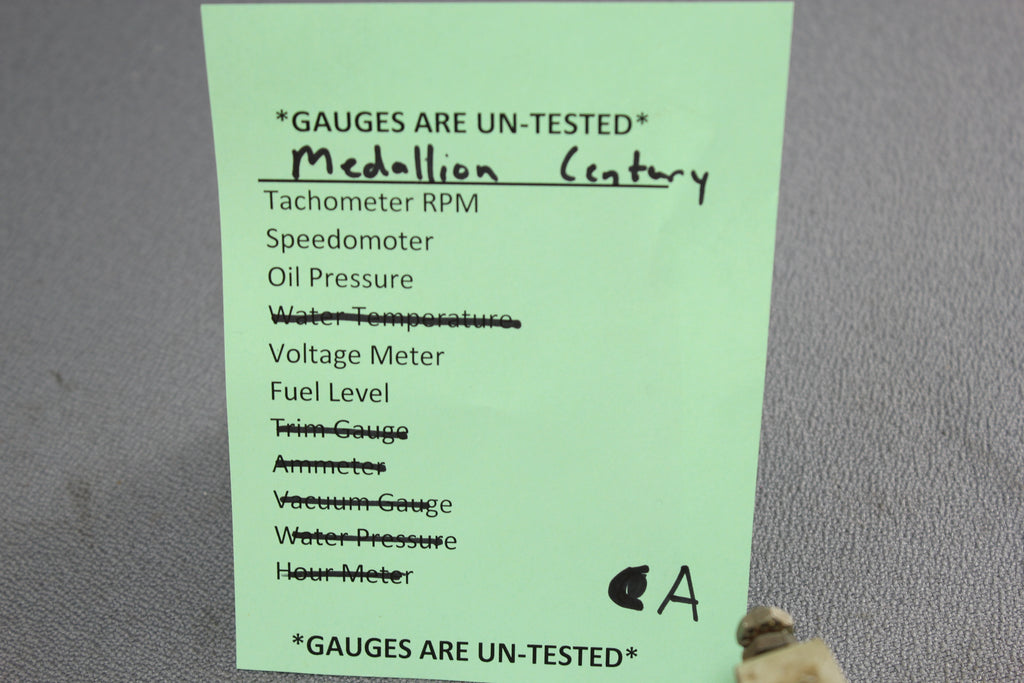 *GAUGES ARE UN-TESTED*
Medallion Century
Tachometer RPM
Speedomoter
Oil Pressure
Water Temperature
Voltage Meter
Fuel Level
Trim Gauge
Ammeter
Vacuum Gauge
Water Pressure
Hour Meter
A
*GAUGES ARE UN-TESTED*